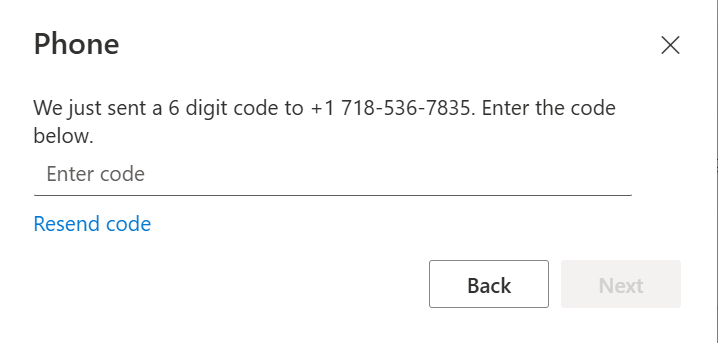 Phone
We just sent a 6 digit code to +1 718-536-7835. Enter the code
below.
Enter code
Resend code
Back
Next